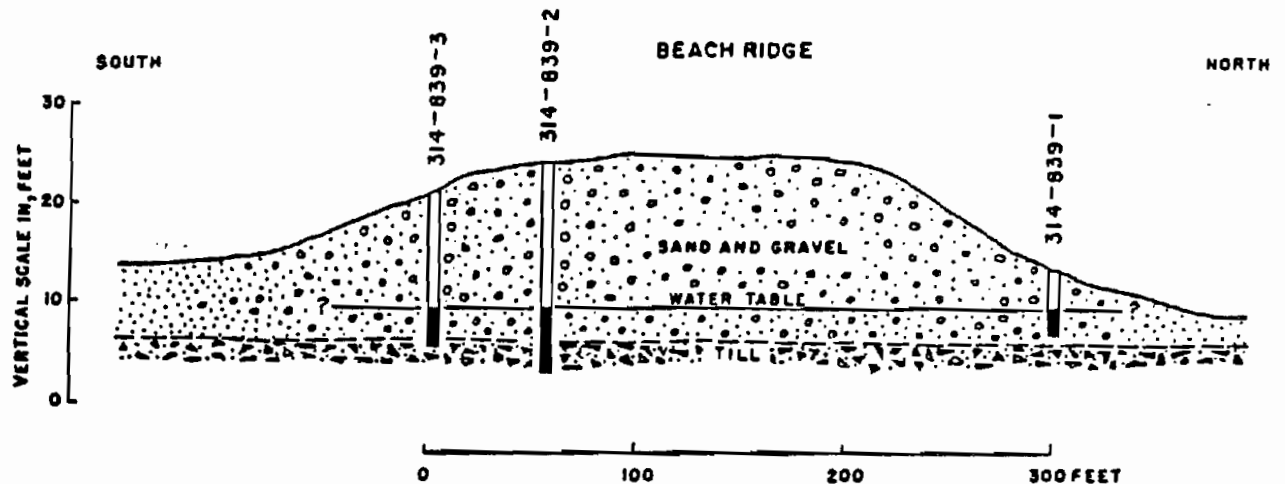 SOUTH
314-839-3
314-839-2
BEACH RIDGE
314-839-1
NORTH
VERTICAL SCALE IN, FEET
30
20
10
0
SAND AND GRAVEL
? WATER TABLE ?
TILL
0 100 200 300 FEET